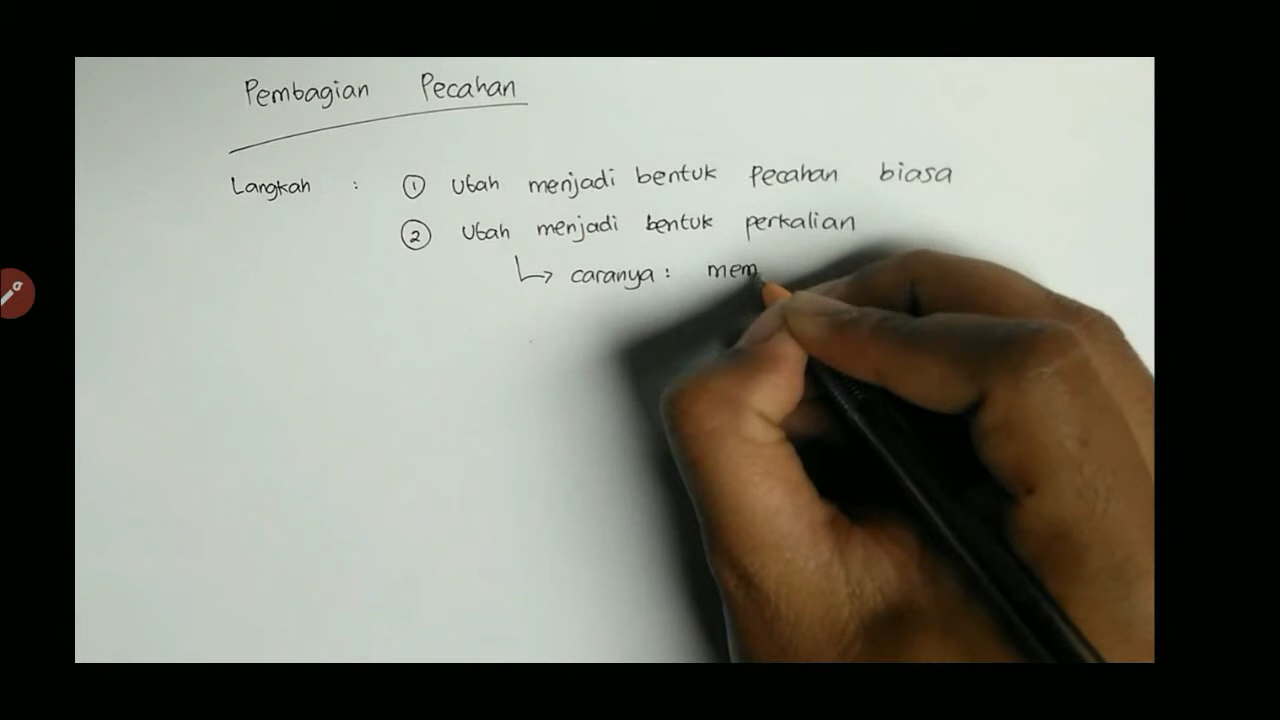 Pembagian Pecahan
Langkah : ① Ubah menjadi bentuk pecahan biasa
② Ubah menjadi bentuk perkalian
↳ caranya : mem